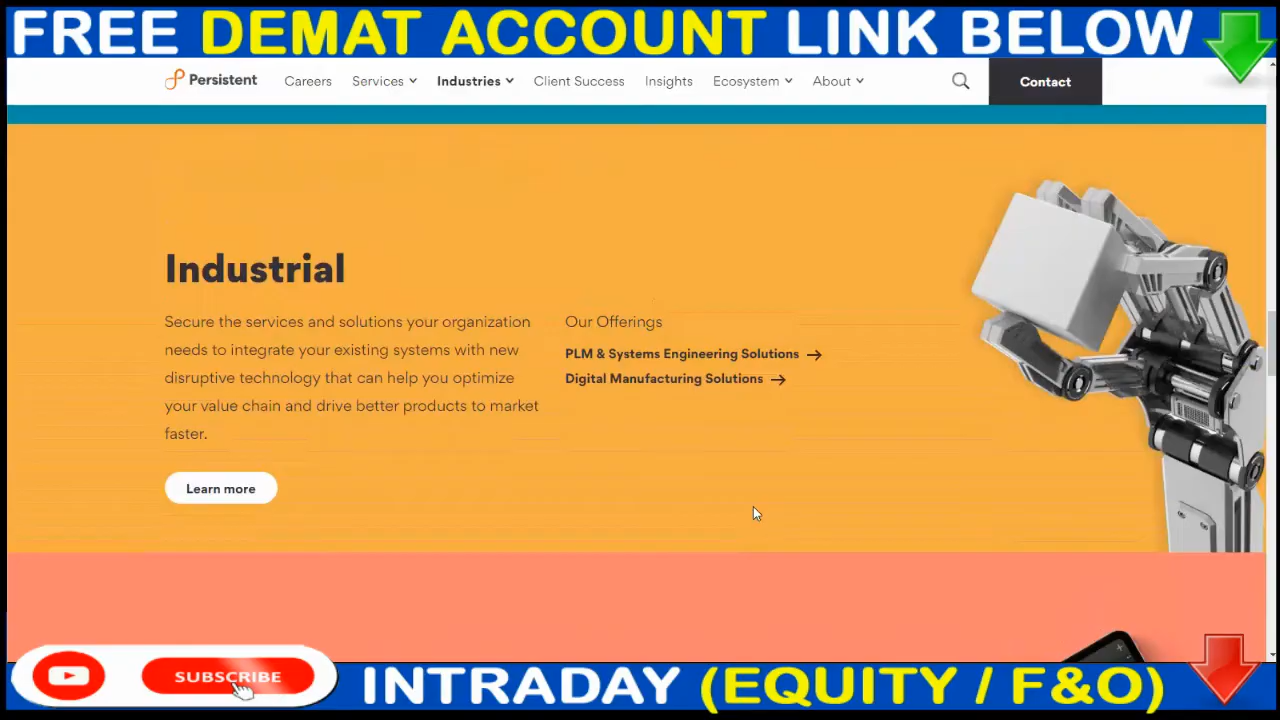 FREE DEMAT ACCOUNT LINK BELOW
Persistent Careers Services Industries Client Success Insights Ecosystem About Contact
Industrial
Secure the services and solutions your organization
needs to integrate your existing systems with new
disruptive technology that can help you optimize
your value chain and drive better products to market
faster.
Learn more
Our Offerings
PLM & Systems Engineering Solutions
Digital Manufacturing Solutions
SUBSCRIBE
INTRADAY (EQUITY / F&O)